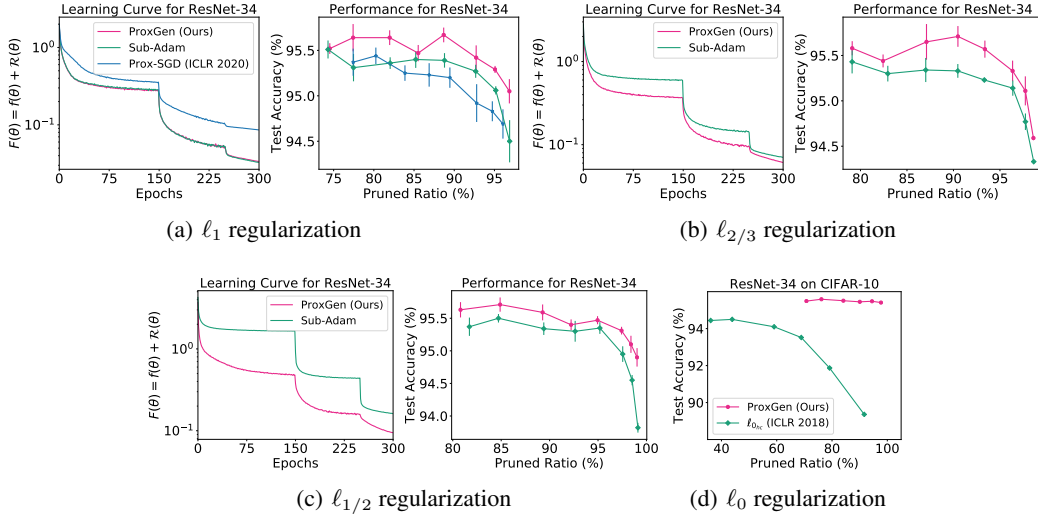 Learning Curve for ResNet-34
ProxGen (Ours)
Sub-Adam
Prox-SGD (ICLR 2020)
F(θ) = f(θ) + R(θ)
10⁰
10⁻¹
0 75 150 225 300
Epochs
Performance for ResNet-34
Test Accuracy (%)
95.5
95.0
94.5
75 80 85 90 95
Pruned Ratio (%)
(a) ℓ₁ regularization
Learning Curve for ResNet-34
ProxGen (Ours)
Sub-Adam
F(θ) = f(θ) + R(θ)
10⁰
10⁻¹
0 75 150 225 300
Epochs
Performance for ResNet-34
Test Accuracy (%)
95.5
95.0
94.5
80 85 90 95
Pruned Ratio (%)
(b) ℓ₂/₃ regularization
Learning Curve for ResNet-34
ProxGen (Ours)
Sub-Adam
F(θ) = f(θ) + R(θ)
10⁰
10⁻¹
0 75 150 225 300
Epochs
Performance for ResNet-34
Test Accuracy (%)
95.5
95.0
94.5
94.0
80 85 90 95 100
Pruned Ratio (%)
(c) ℓ₁/₂ regularization
ResNet-34 on CIFAR-10
Test Accuracy (%)
94
92
90
ProxGen (Ours)
ℓ₀hc (ICLR 2018)
40 60 80 100
Pruned Ratio (%)
(d) ℓ₀ regularization